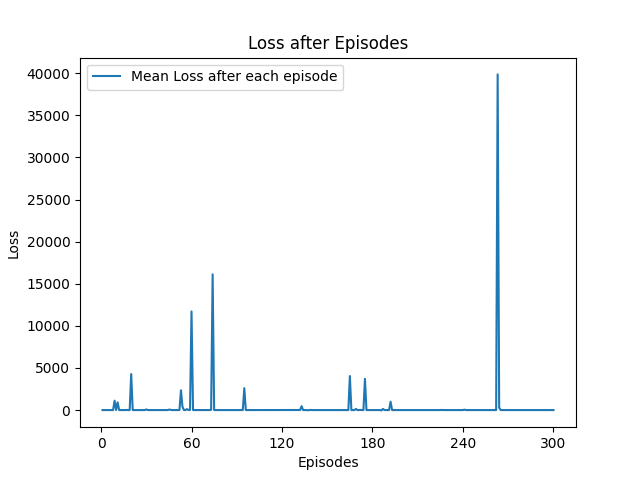 Loss after Episodes
Mean Loss after each episode
40000
35000
30000
25000
20000
15000
10000
5000
0
Loss
0 60 120 180 240 300
Episodes